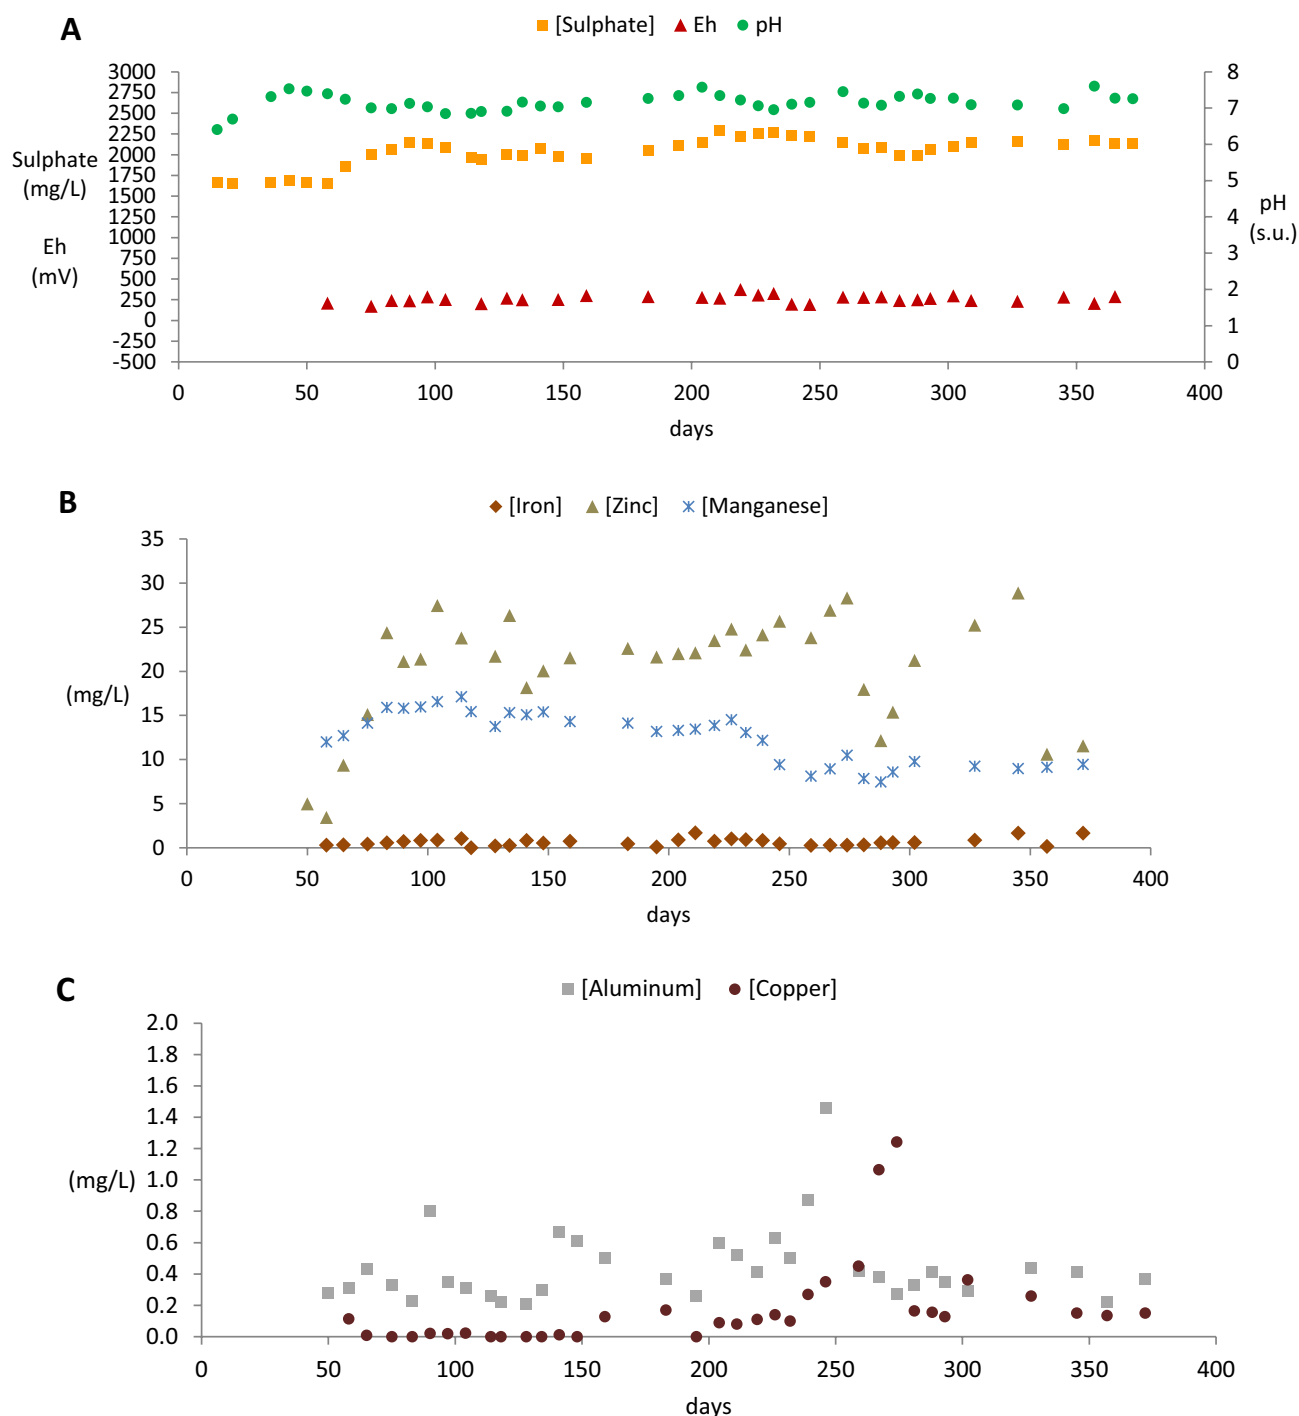 A
[Sulphate] Eh pH
3000
2750
2500
2250
2000
1750
1500
1250
1000
750
500
250
0
-250
-500
Sulphate
(mg/L)
Eh
(mV)
8
7
6
5
4
3
2
1
0
pH
(s.u.)
0 50 100 150 200 250 300 350 400
days
B
[Iron] [Zinc] [Manganese]
35
30
25
20
15
10
5
0
(mg/L)
0 50 100 150 200 250 300 350 400
days
C
[Aluminum] [Copper]
2.0
1.8
1.6
1.4
1.2
1.0
0.8
0.6
0.4
0.2
0.0
(mg/L)
0 50 100 150 200 250 300 350 400
days